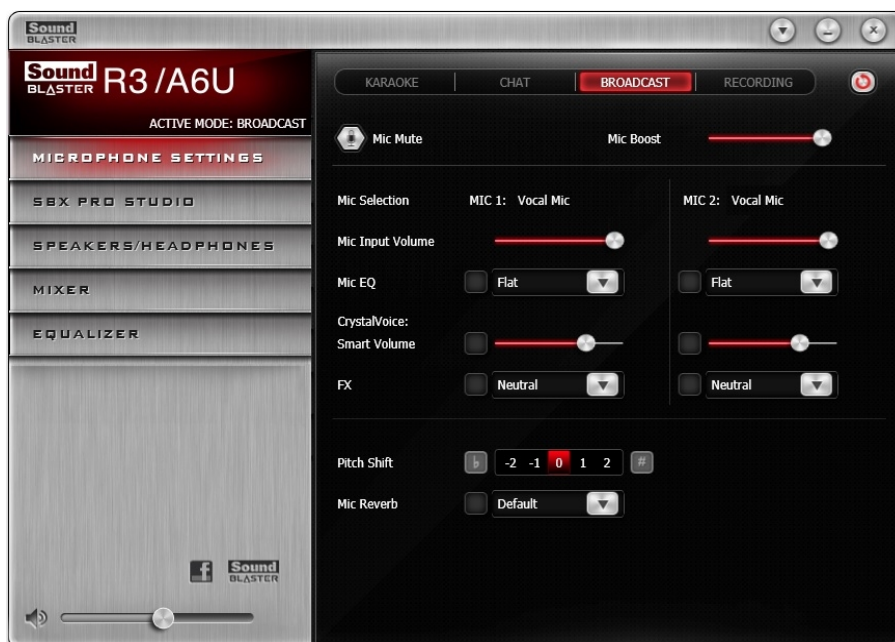 Sound
BLASTER
Sound
BLASTER
R3 /A6U
ACTIVE MODE: BROADCAST
MICROPHONE SETTINGS
SBX PRO STUDIO
SPEAKERS/HEADPHONES
MIXER
EQUALIZER
f
Sound
BLASTER
KARAOKE
CHAT
BROADCAST
RECORDING
Mic Mute
Mic Boost
Mic Selection
MIC 1: Vocal Mic
MIC 2: Vocal Mic
Mic Input Volume
Mic EQ
Flat
Flat
CrystalVoice:
Smart Volume
FX
Neutral
Neutral
Pitch Shift
♭ -2 -1 0 1 2 #
Mic Reverb
Default